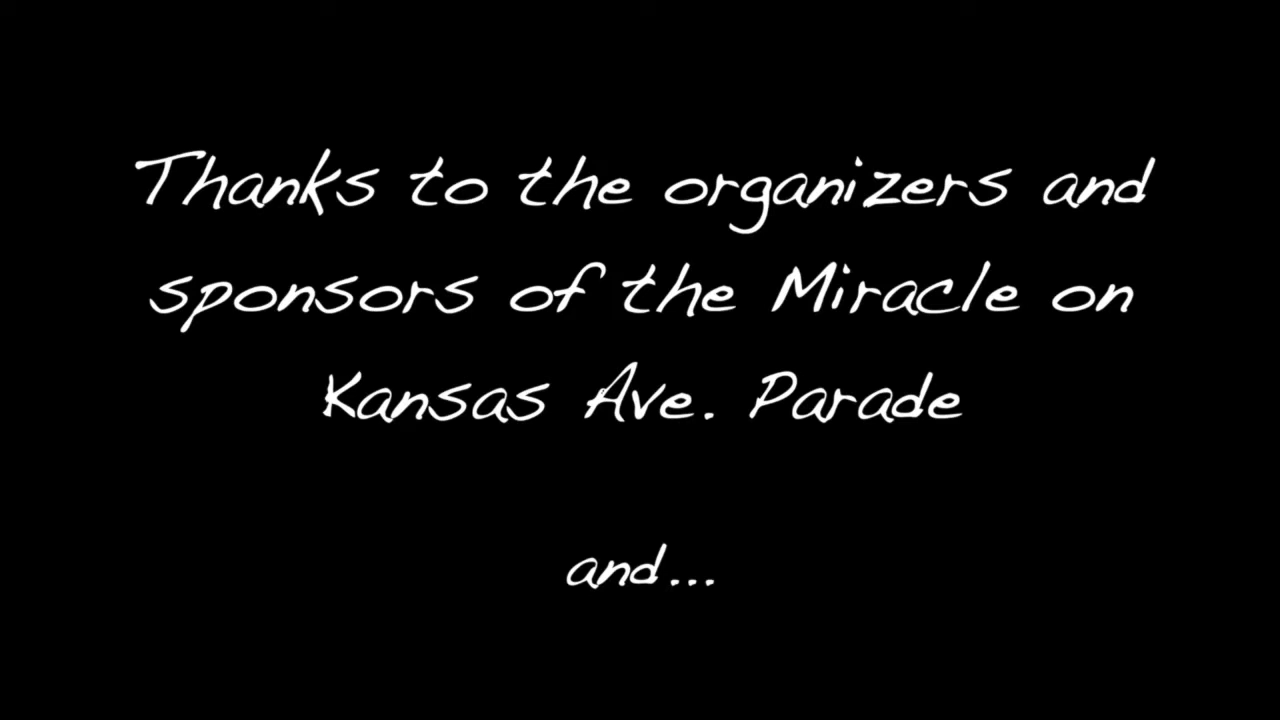 Thanks to the organizers and
sponsors of the Miracle on
Kansas Ave. Parade
and...